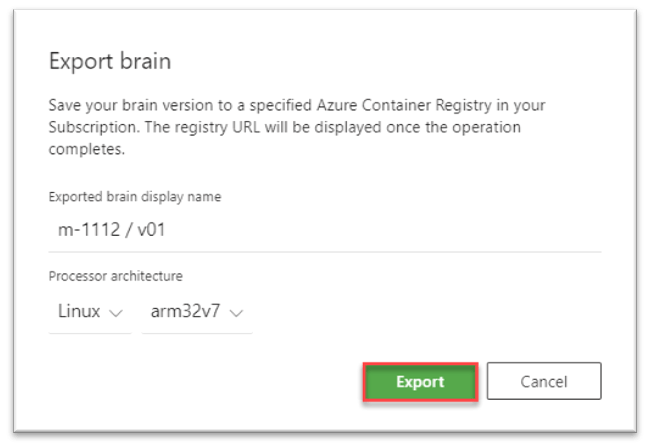 Export brain
Save your brain version to a specified Azure Container Registry in your
Subscription. The registry URL will be displayed once the operation
completes.
Exported brain display name
m-1112 / v01
Processor architecture
Linux arm32v7
Export Cancel